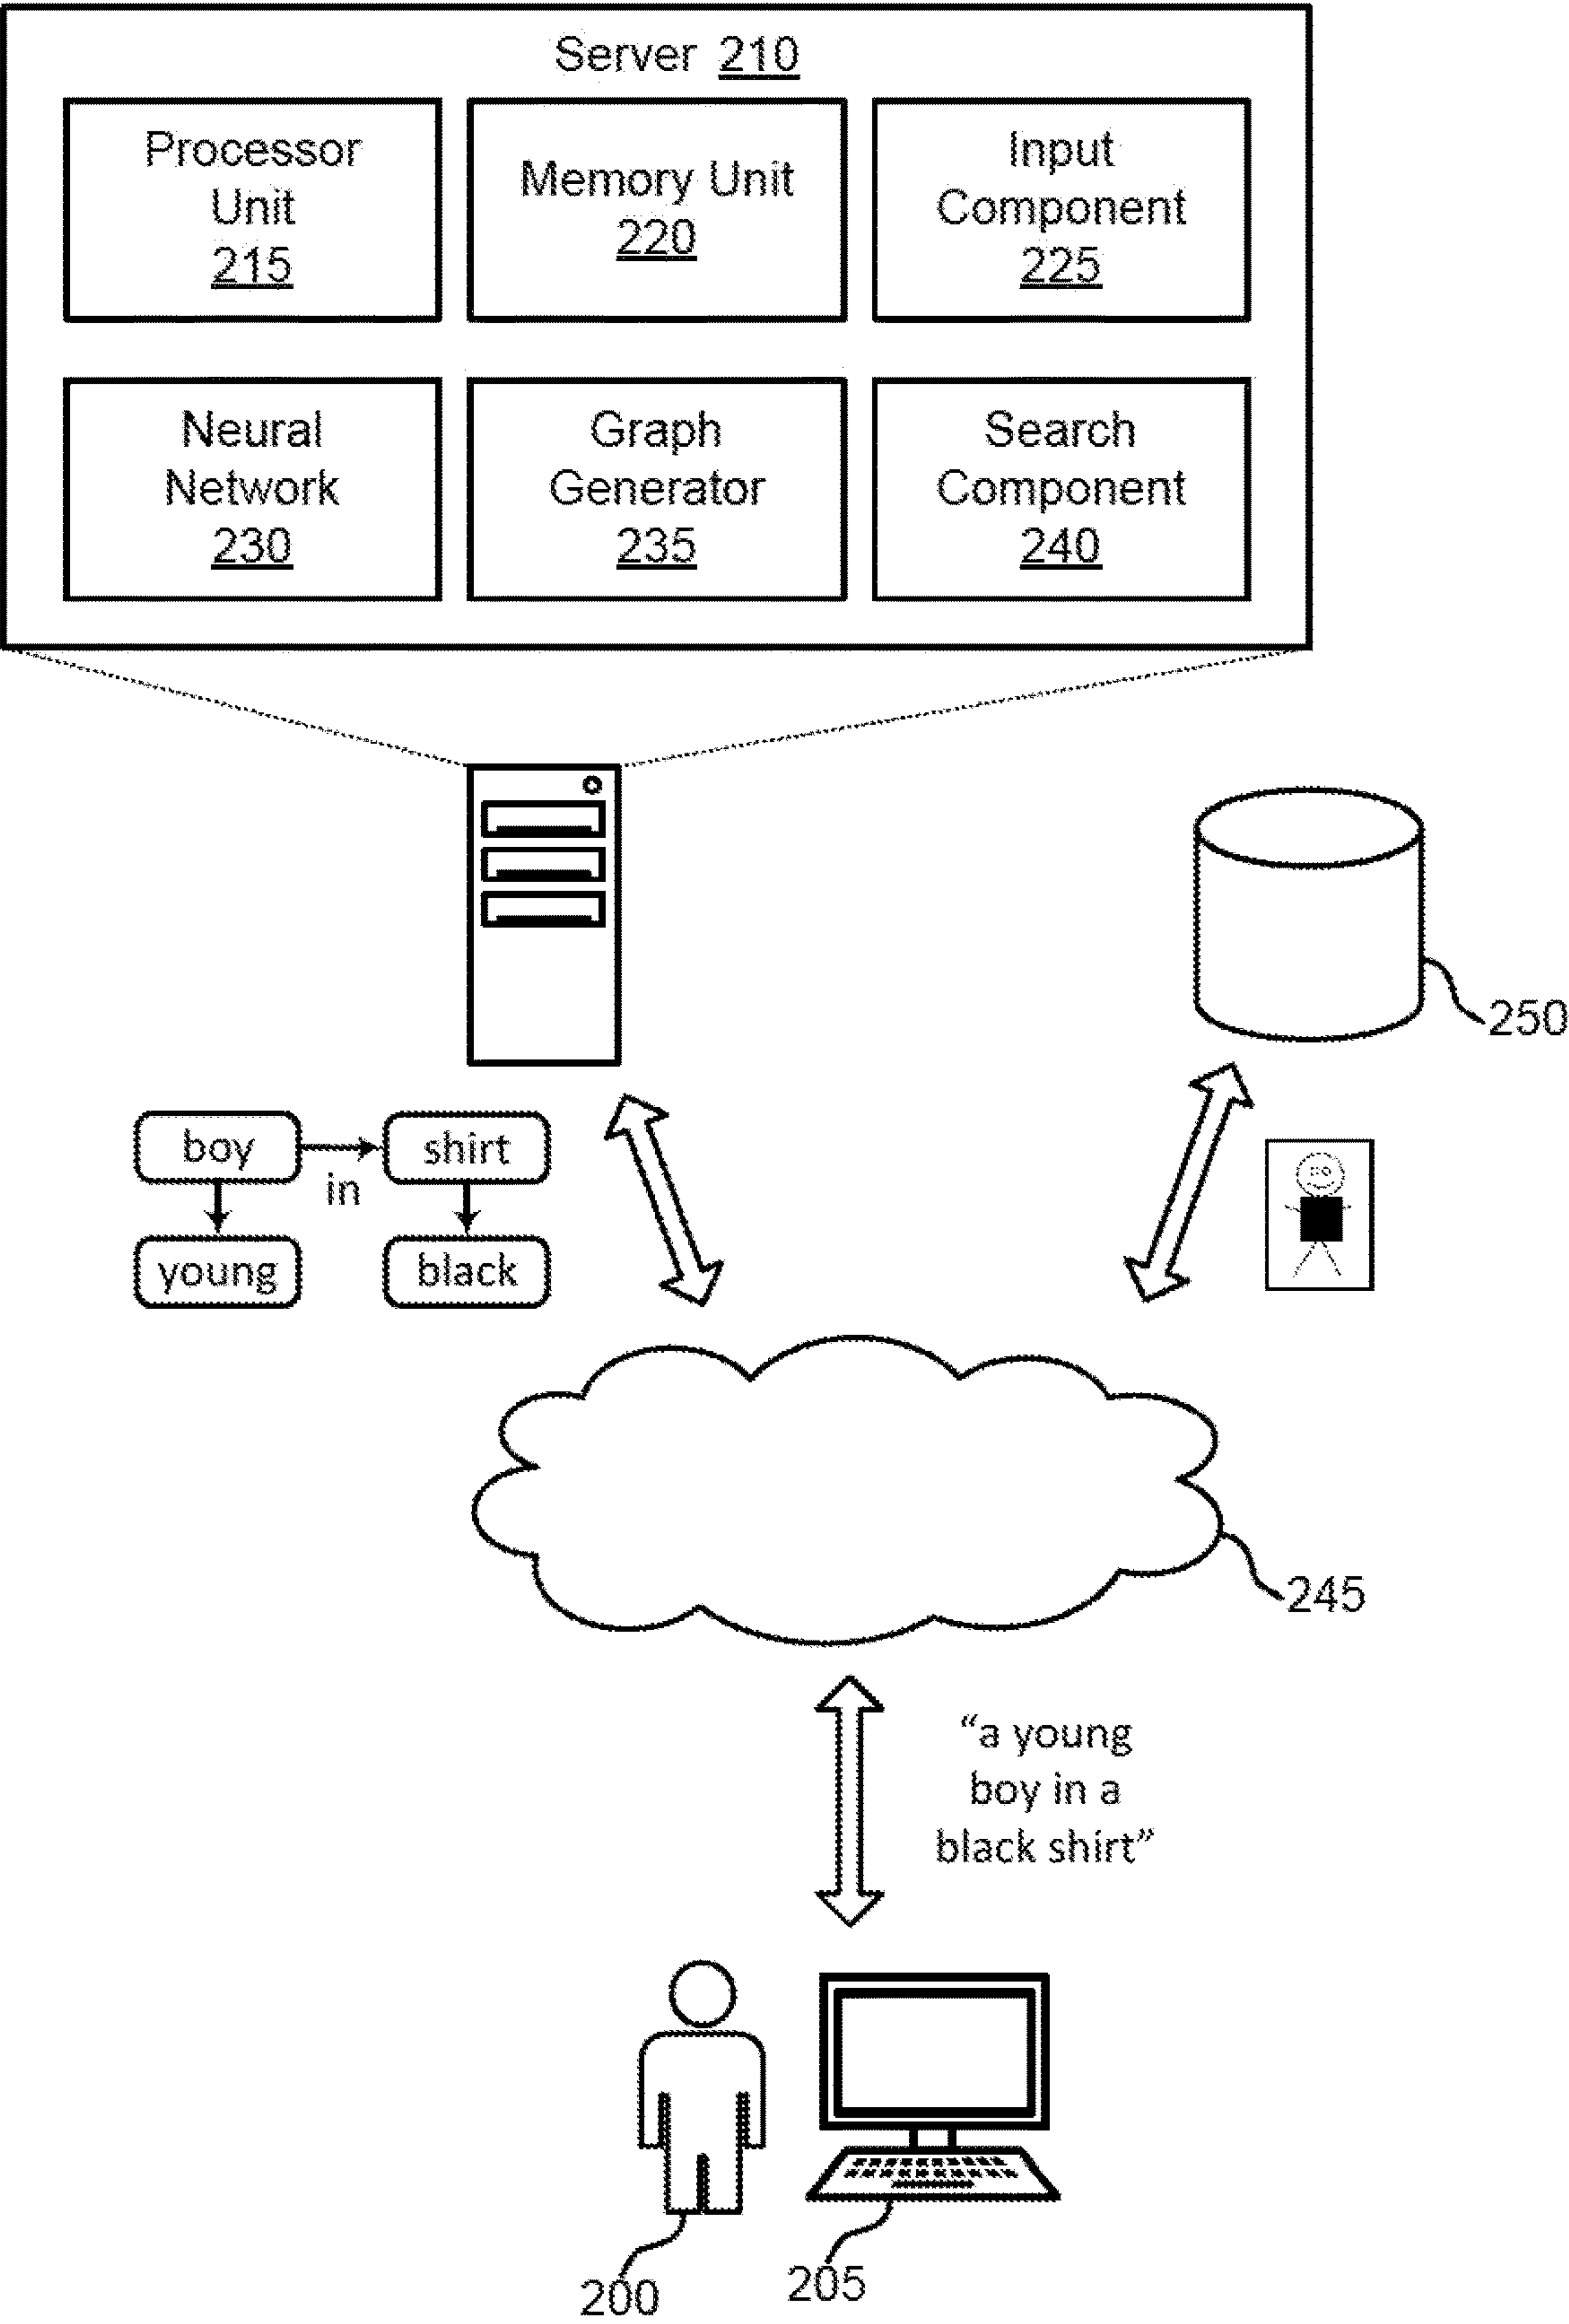 Server 210
Processor
Unit
215
Memory Unit
220
Input
Component
225
Neural
Network
230
Graph
Generator
235
Search
Component
240
250
boy
in
shirt
young
black
245
“a young
boy in a
black shirt”
200
205